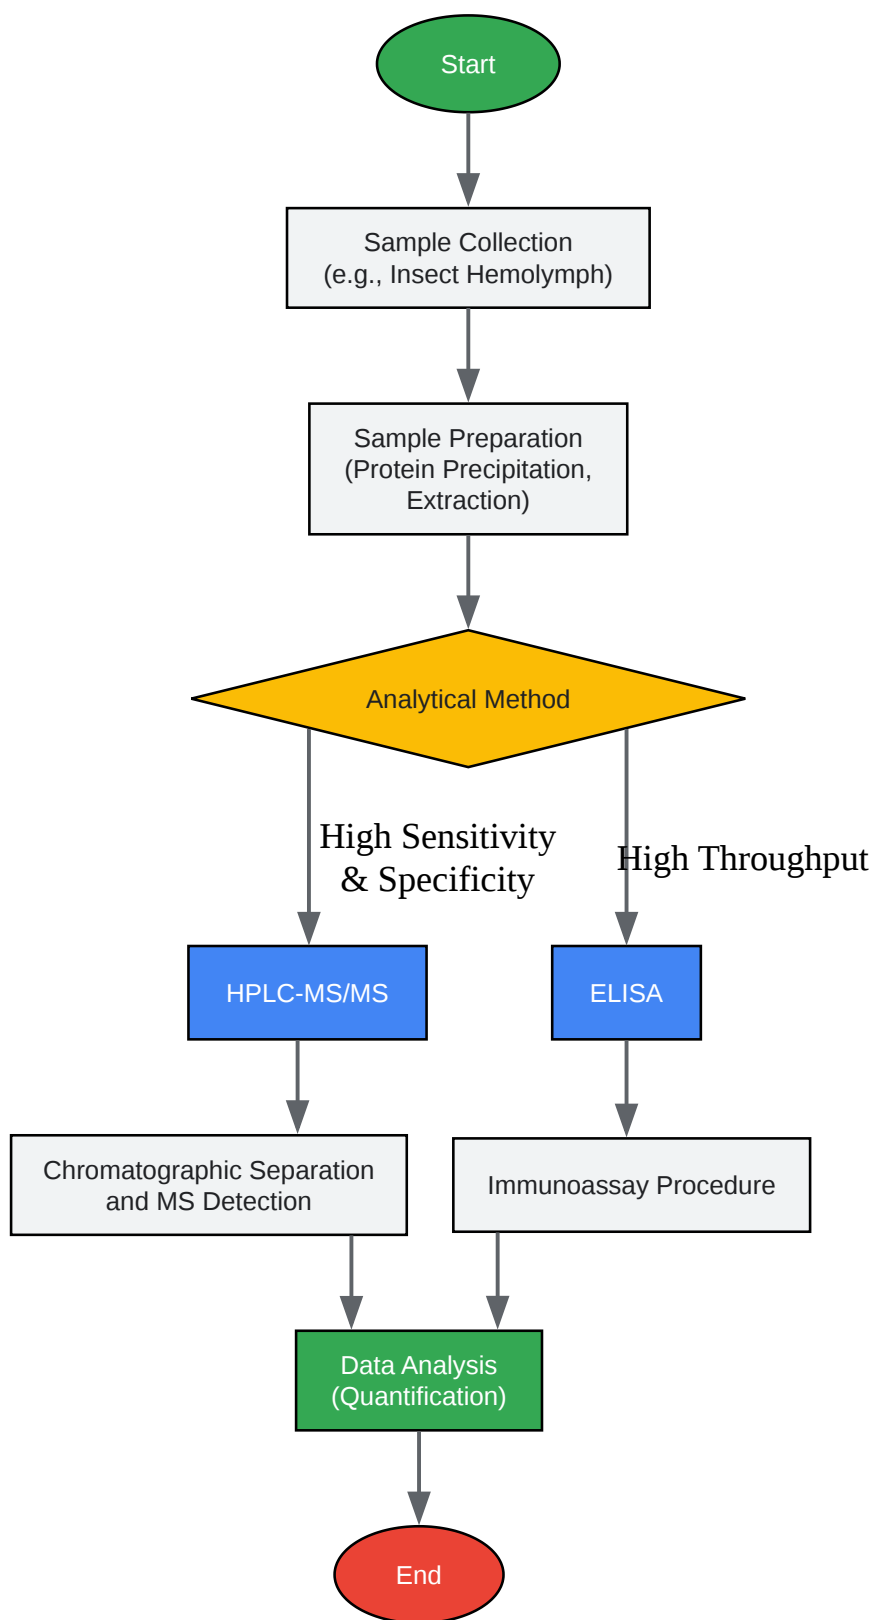 Start
Sample Collection
(e.g., Insect Hemolymph)
Sample Preparation
(Protein Precipitation,
Extraction)
Analytical Method
High Sensitivity
& Specificity
High Throughput
HPLC-MS/MS
ELISA
Chromatographic Separation
and MS Detection
Immunoassay Procedure
Data Analysis
(Quantification)
End